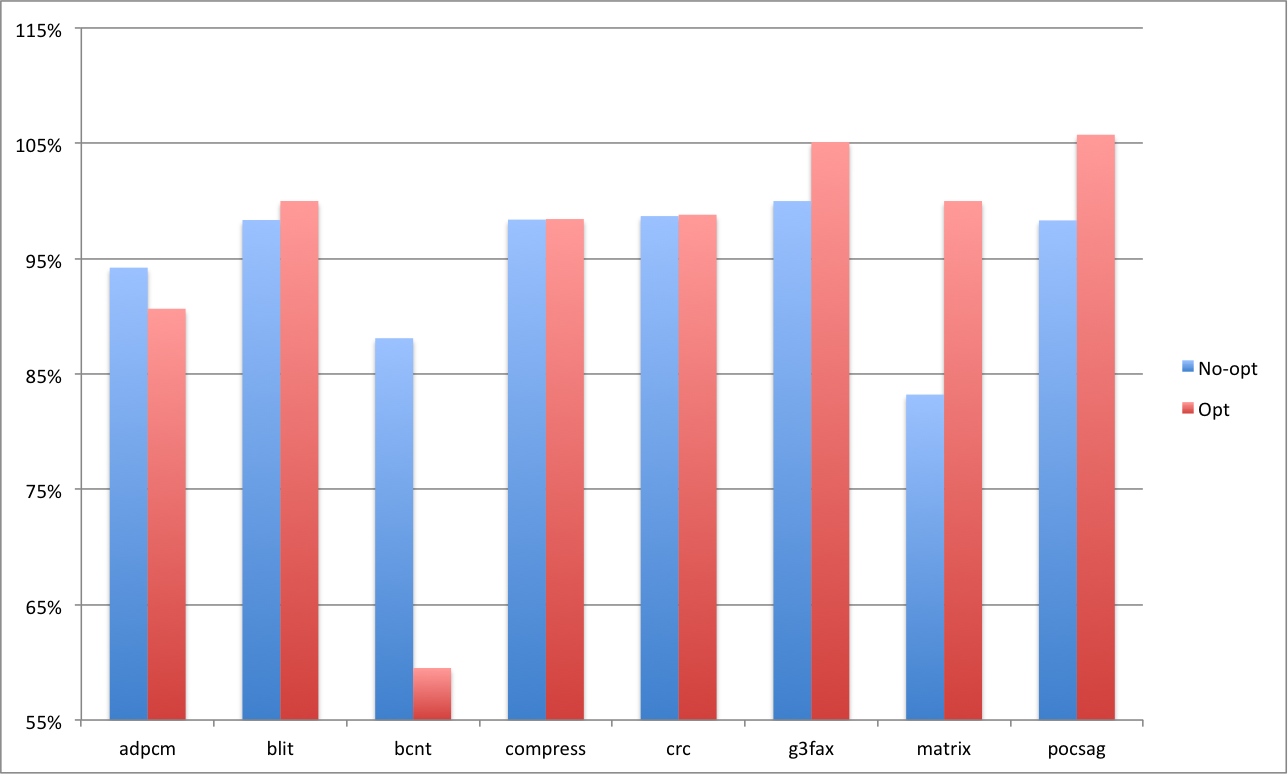 115%
105%
95%
85%
75%
65%
55%
adpcm blit bcnt compress crc g3fax matrix pocsag
No-opt
Opt